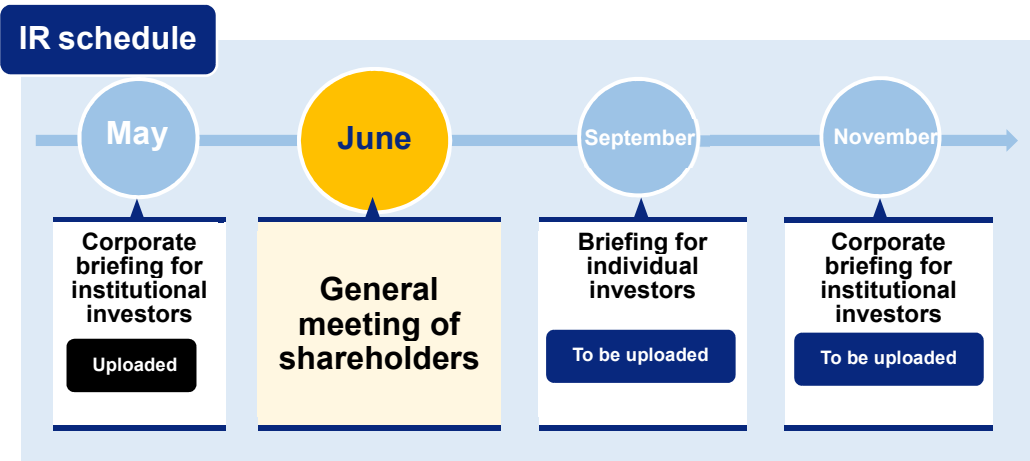 IR schedule
May
June
September
November
Corporate
briefing for
institutional
investors
Uploaded
General
meeting of
shareholders
Briefing for
individual
investors
To be uploaded
Corporate
briefing for
institutional
investors
To be uploaded